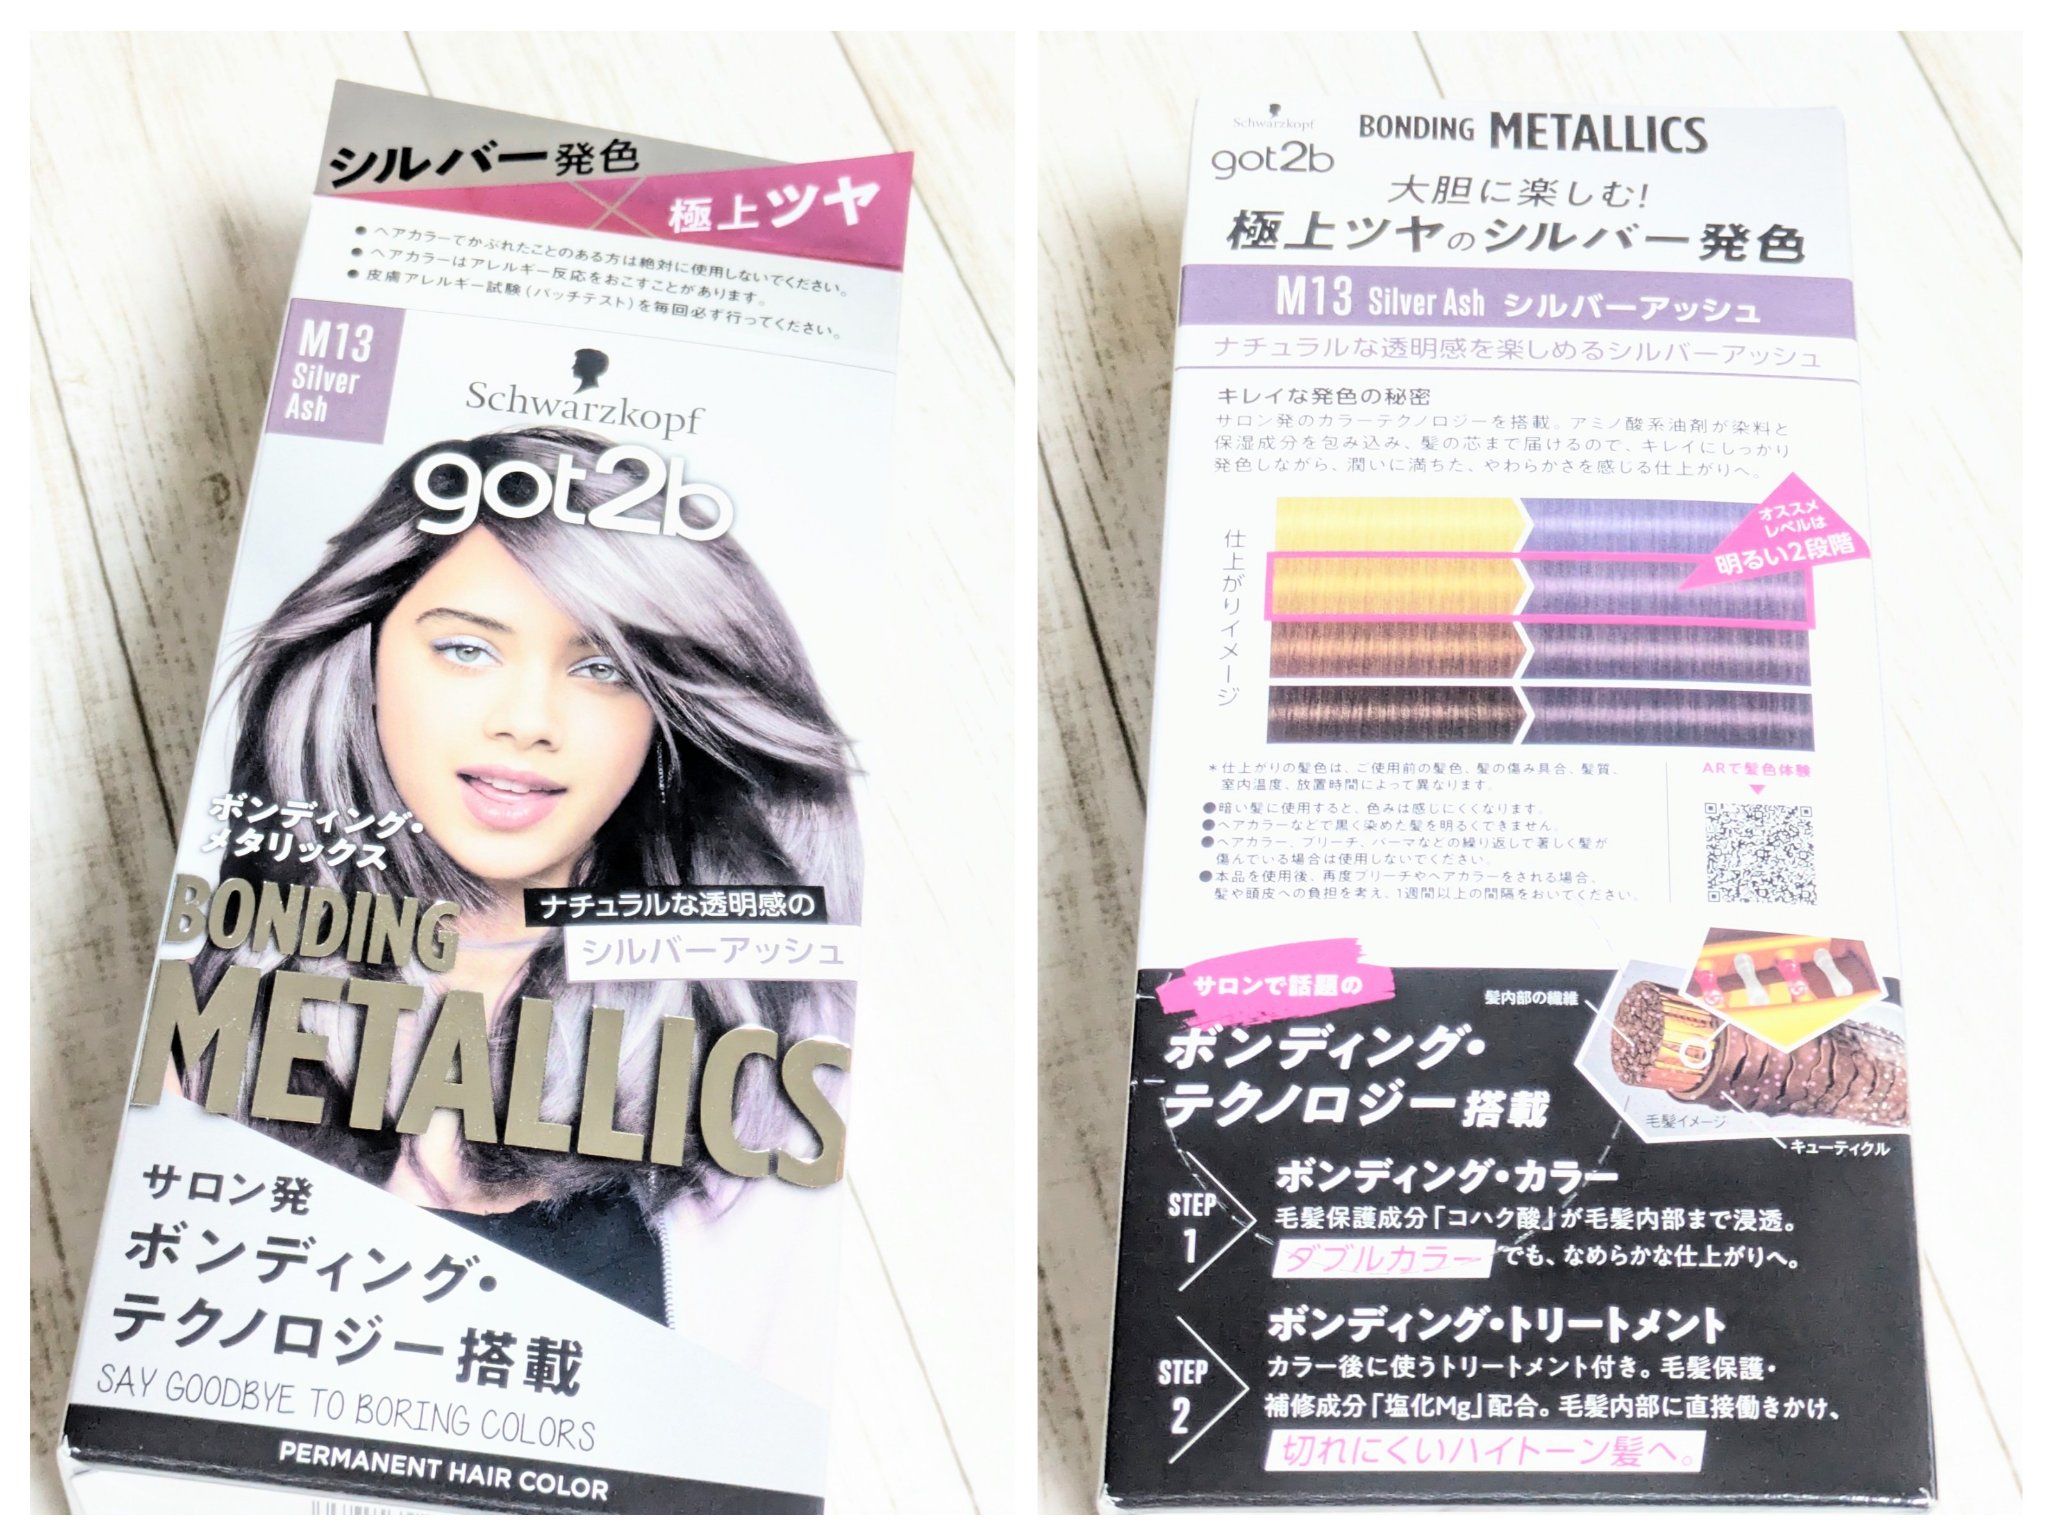 シルバー発色
極上ツヤ
●ヘアカラーでかぶれたことのある方は絶対に使用しないでください。
●ヘアカラーはアレルギー反応をおこすことがあります。
●皮膚アレルギー試験(パッチテスト)を毎回必ず行ってください。
M13
Silver
Ash
Schwarzkopf
got2b
ボンディング・
メタリックス
BONDING
METALLICS
ナチュラルな透明感の
シルバーアッシュ
サロン発
ボンディング・
テクノロジー搭載
SAY GOODBYE TO BORING COLORS
PERMANENT HAIR COLOR
Schwarzkopf
got2b
BONDING METALLICS
大胆に楽しむ!
極上ツヤのシルバー発色
M13 Silver Ash シルバーアッシュ
ナチュラルな透明感を楽しめるシルバーアッシュ
キレイな発色の秘密
サロン発のカラーテクノロジーを搭載。アミノ酸系油剤が染料と
保湿成分を包み込み、髪の芯まで届けるので、キレイにしっかり
発色しながら、潤いに満ちた、やわらかさを感じる仕上がりへ。
仕上がりイメージ
オススメ
レベルは
明るい2段階
*仕上がりの髪色は、ご使用前の髪色、髪の傷み具合、髪質、
室内温度、放置時間によって異なります。
●暗い髪に使用すると、色みは感じにくくなります。
●ヘアカラーなどで黒く染めた髪を明るくできません。
●ヘアカラー、ブリーチ、パーマなどの繰り返しで著しく髪が
傷んでいる場合は使用しないでください。
●本品を使用後、再度ブリーチやヘアカラーをされる場合、
髪や頭皮への負担を考え、1週間以上の間隔をおいてください。
ARで髪色体験
サロンで話題の
ボンディング・
テクノロジー搭載
髪内部の繊維
毛髪イメージ
キューティクル
STEP
1
ボンディング・カラー
毛髪保護成分「コハク酸」が毛髪内部まで浸透。
ダブルカラーでも、なめらかな仕上がりへ。
STEP
2
ボンディング・トリートメント
カラー後に使うトリートメント付き。毛髪保護・
補修成分「塩化Mg」配合。毛髪内部に直接働きかけ、
切れにくいハイトーン髪へ。